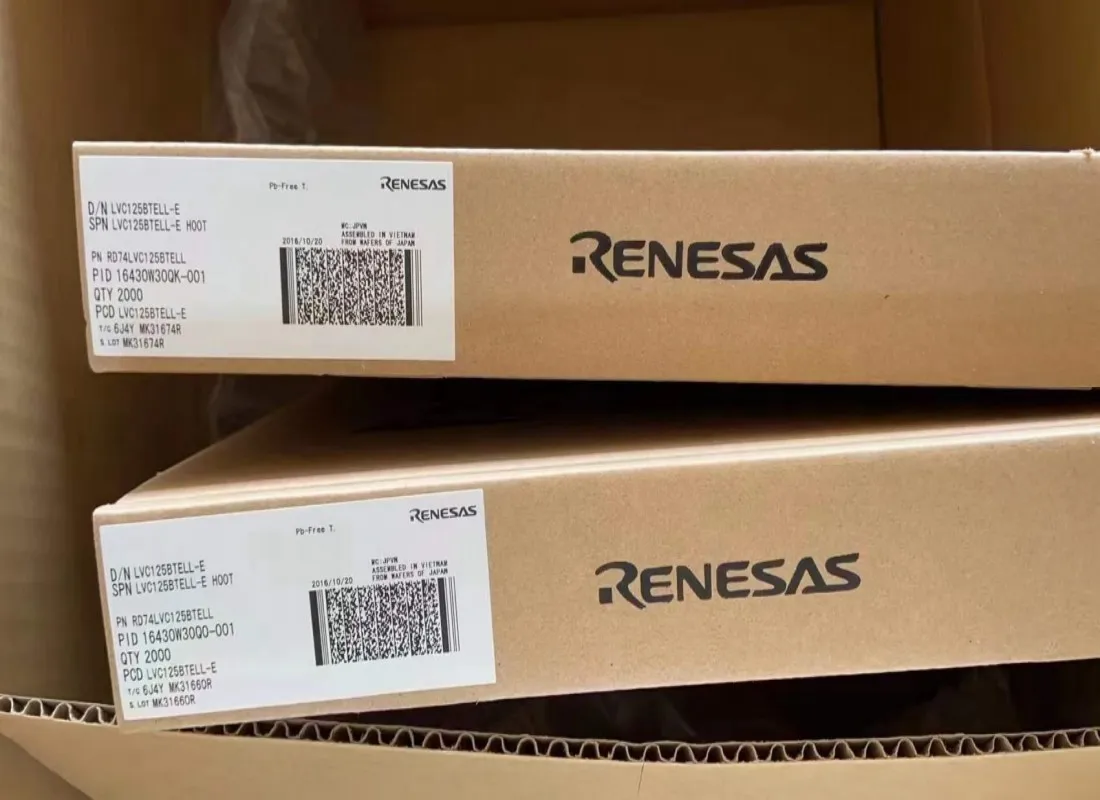 Pb-Free T.
RENESAS
D/N LVC125BTELL-E
SPN LVC125BTELL-E H00T
WC:JPVN
ASSEMBLED IN VIETNAM
FROM WAFERS OF JAPAN
2016/10/20
PN RD74LVC125BTELL
PID 16430W30QK-001
QTY 2000
PCD LVC125BTELL-E
T/C 6J4Y MK31674R
S LOT MK31674R
RENESAS
Pb-Free T.
RENESAS
D/N LVC125BTELL-E
SPN LVC125BTELL-E H00T
WC:JPVN
ASSEMBLED IN VIETNAM
FROM WAFERS OF JAPAN
2016/10/20
PN RD74LVC125BTELL
PID 16430W30Q0-001
QTY 2000
PCD LVC125BTELL-E
T/C 6J4Y MK31660R
S LOT MK31660R
RENESAS